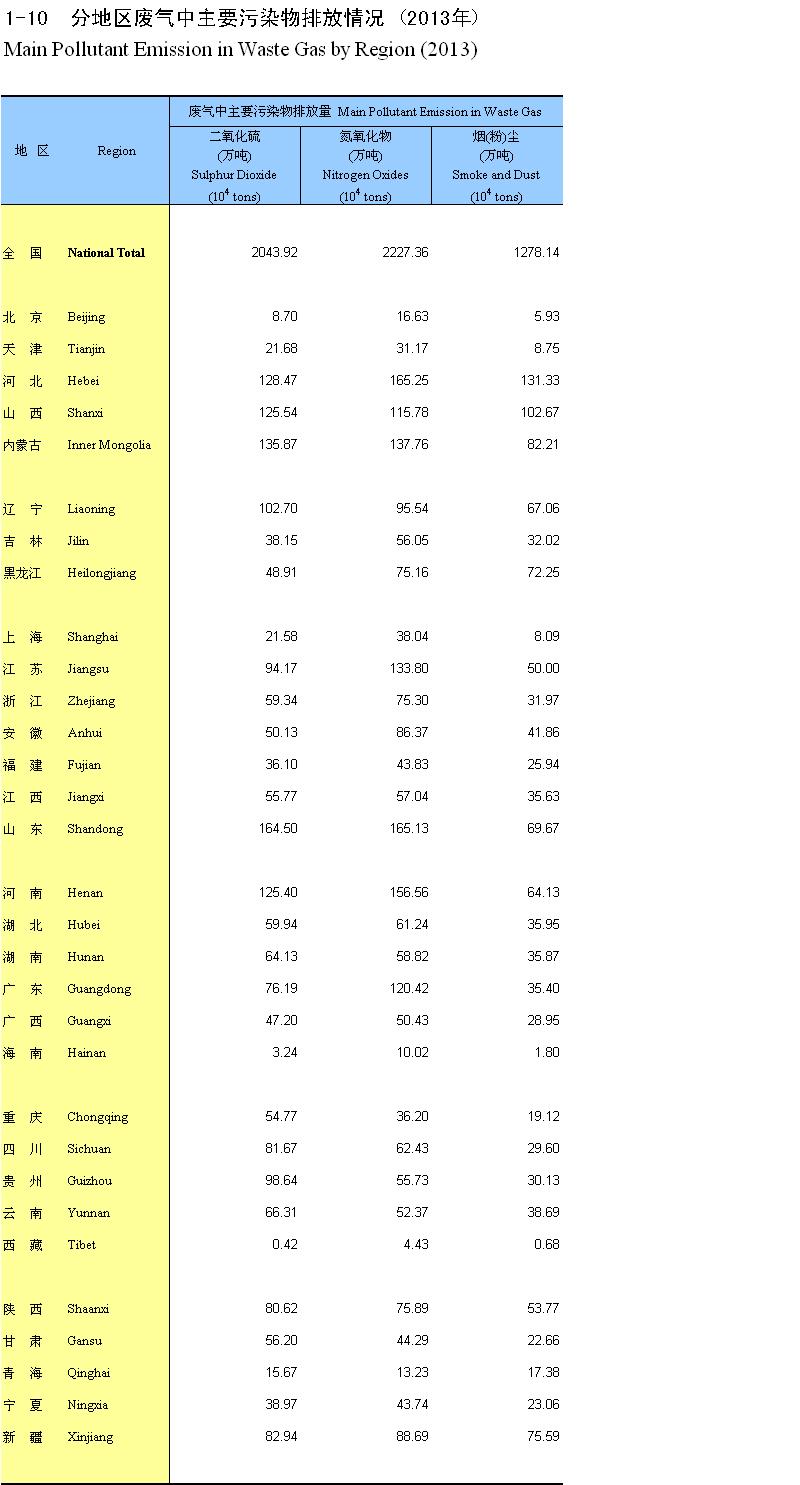 1-10 分地区废气中主要污染物排放情况 (2013年)
Main Pollutant Emission in Waste Gas by Region (2013)
废气中主要污染物排放量 Main Pollutant Emission in Waste Gas
地 区 Region
二氧化硫 氮氧化物 烟(粉)尘
(万吨) (万吨) (万吨)
Sulphur Dioxide Nitrogen Oxides Smoke and Dust
(10⁴ tons) (10⁴ tons) (10⁴ tons)
全 国 National Total 2043.92 2227.36 1278.14
北 京 Beijing 8.70 16.63 5.93
天 津 Tianjin 21.68 31.17 8.75
河 北 Hebei 128.47 165.25 131.33
山 西 Shanxi 125.54 115.78 102.67
内蒙古 Inner Mongolia 135.87 137.76 82.21
辽 宁 Liaoning 102.70 95.54 67.06
吉 林 Jilin 38.15 56.05 32.02
黑龙江 Heilongjiang 48.91 75.16 72.25
上 海 Shanghai 21.58 38.04 8.09
江 苏 Jiangsu 94.17 133.80 50.00
浙 江 Zhejiang 59.34 75.30 31.97
安 徽 Anhui 50.13 86.37 41.86
福 建 Fujian 36.10 43.83 25.94
江 西 Jiangxi 55.77 57.04 35.63
山 东 Shandong 164.50 165.13 69.67
河 南 Henan 125.40 156.56 64.13
湖 北 Hubei 59.94 61.24 35.95
湖 南 Hunan 64.13 58.82 35.87
广 东 Guangdong 76.19 120.42 35.40
广 西 Guangxi 47.20 50.43 28.95
海 南 Hainan 3.24 10.02 1.80
重 庆 Chongqing 54.77 36.20 19.12
四 川 Sichuan 81.67 62.43 29.60
贵 州 Guizhou 98.64 55.73 30.13
云 南 Yunnan 66.31 52.37 38.69
西 藏 Tibet 0.42 4.43 0.68
陕 西 Shaanxi 80.62 75.89 53.77
甘 肃 Gansu 56.20 44.29 22.66
青 海 Qinghai 15.67 13.23 17.38
宁 夏 Ningxia 38.97 43.74 23.06
新 疆 Xinjiang 82.94 88.69 75.59